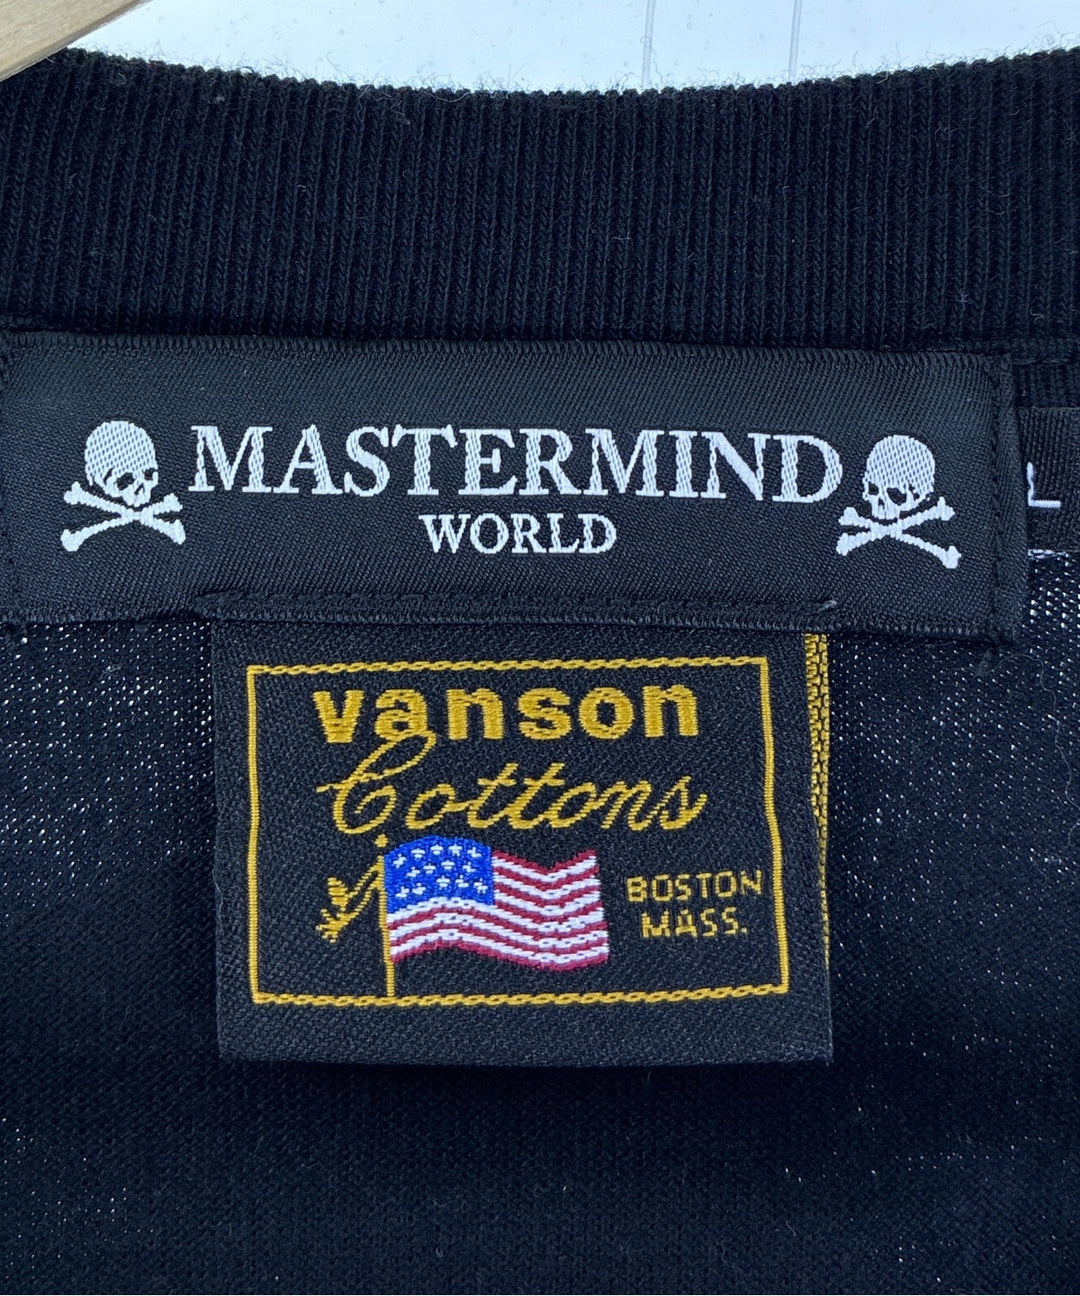 MASTERMIND
WORLD
L
vanson
Cottons
BOSTON
MASS.